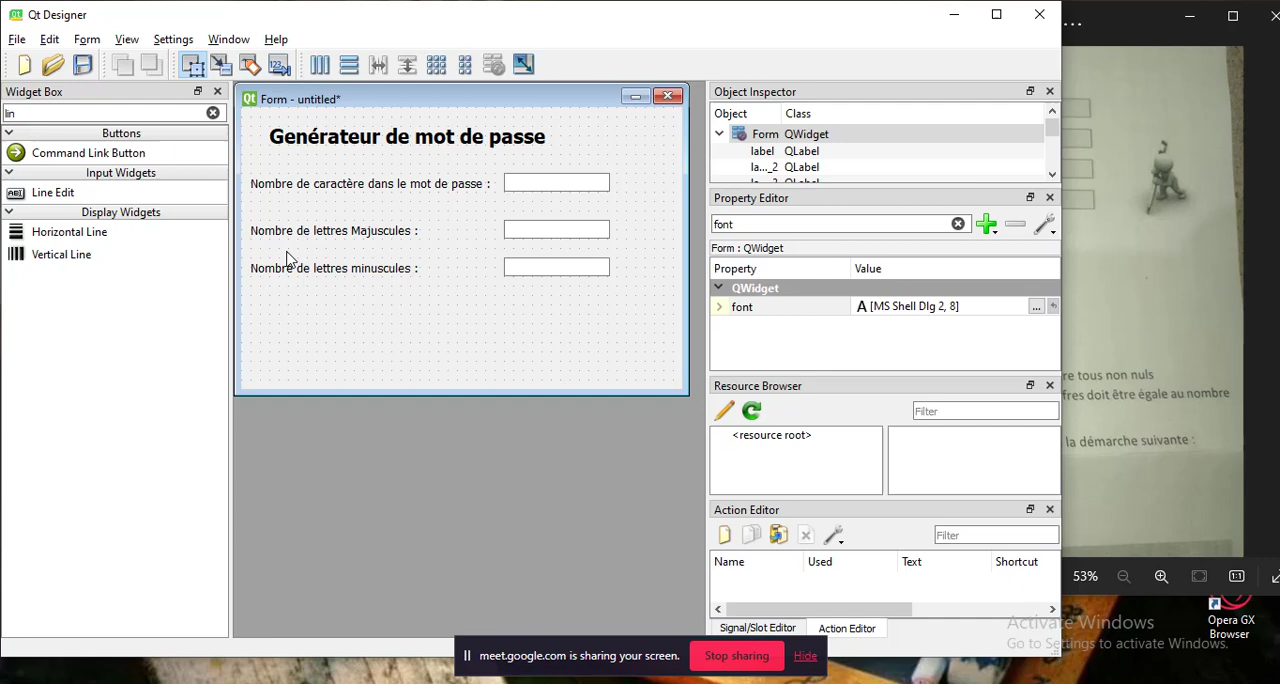 Qt Designer
File Edit Form View Settings Window Help
Widget Box
lin
Buttons
Command Link Button
Input Widgets
Line Edit
Display Widgets
Horizontal Line
Vertical Line
Form - untitled*
Genérateur de mot de passe
Nombre de caractère dans le mot de passe :
Nombre de lettres Majuscules :
Nombre de lettres minuscules :
Object Inspector
Object Class
Form QWidget
label QLabel
la..._2 QLabel
Property Editor
font
Form : QWidget
Property Value
QWidget
font A [MS Shell Dlg 2, 8] ...
Resource Browser
Filter
<resource root>
Action Editor
Filter
Name Used Text Shortcut
Signal/Slot Editor Action Editor
...
re tous non nuls
fres doit être égale au nombre
la démarche suivante :
53%
1:1
Opera GX
Browser
Activate Windows
Go to Settings to activate Windows.
meet.google.com is sharing your screen. Stop sharing Hide